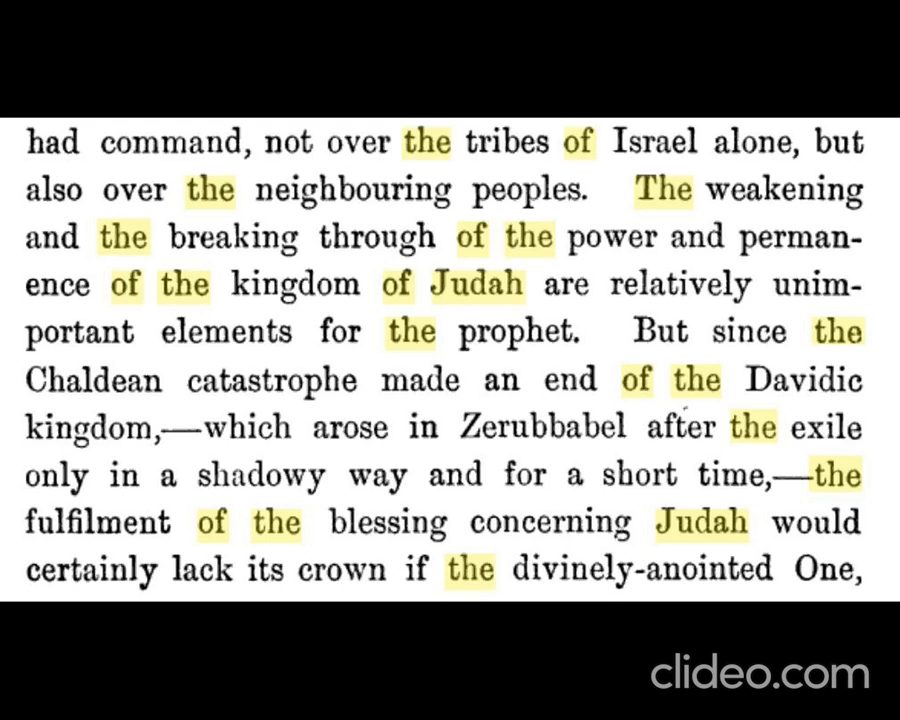 had command, not over the tribes of Israel alone, but
also over the neighbouring peoples. The weakening
and the breaking through of the power and perman-
ence of the kingdom of Judah are relatively unim-
portant elements for the prophet. But since the
Chaldean catastrophe made an end of the Davidic
kingdom,—which arose in Zerubbabel after the exile
only in a shadowy way and for a short time,—the
fulfilment of the blessing concerning Judah would
certainly lack its crown if the divinely-anointed One,
clideo.com